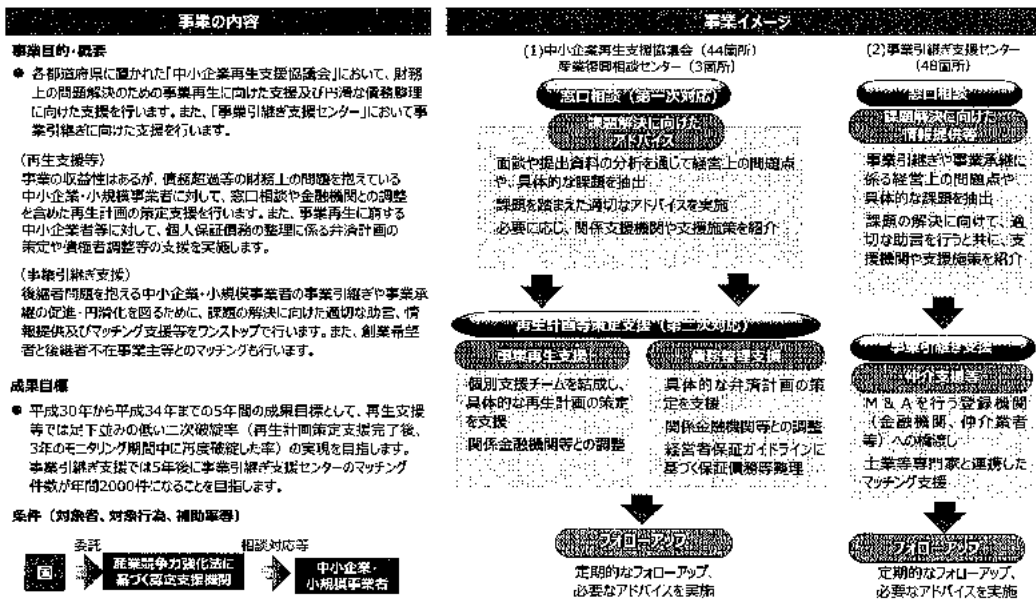 事業の内容
事業目的・概要
● 各都道府県に置かれた「中小企業再生支援協議会」において、財務
上の問題解決のための事業再生に向けた支援及び円滑な債務整理
に向けた支援を行います。また、「事業引継ぎ支援センター」において事
業引継ぎに向けた支援を行います。
（再生支援等）
事業の収益性はあるが、債務超過等の財務上の問題を抱えている
中小企業・小規模事業者に対して、窓口相談や金融機関との調整
を含めた再生計画の策定支援を行います。また、事業再生に窮する
中小企業者等に対して、個人保証債務の整理に係る弁済計画の
策定や債権者調整等の支援を実施します。
（事業引継ぎ支援）
後継者問題を抱える中小企業・小規模事業者の事業引継ぎや事業承
継の促進・円滑化を図るために、課題の解決に向けた適切な助言、情
報提供及びマッチング支援等をワンストップで行います。また、創業希望
者と後継者不在事業主等とのマッチングも行います。
成果目標
● 平成30年から平成34年までの5年間の成果目標として、再生支援
等では足下並みの低い二次破綻率（再生計画策定支援完了後、
3年のモニタリング期間中に再度破綻した率）の実現を目指します。
事業引継ぎ支援では5年後に事業引継ぎ支援センターのマッチング
件数が年間2000件になることを目指します。
条件（対象者、対象行為、補助率等）
国
委託
産業競争力強化法に
基づく認定支援機関
相談対応等
中小企業・
小規模事業者
事業イメージ
(1)中小企業再生支援協議会（44箇所）
産業復興相談センター（3箇所）
窓口相談（第一次対応）
課題解決に向けた
アドバイス
面談や提出資料の分析を通じて経営上の問題点
や、具体的な課題を抽出
課題を踏まえた適切なアドバイスを実施
必要に応じ、関係支援機関や支援施策を紹介
再生計画等策定支援（第二次対応）
事業再生支援
個別支援チームを結成し、
具体的な再生計画の策定
を支援
関係金融機関等との調整
債務整理支援
具体的な弁済計画の策
定を支援
関係金融機関等との調整
経営者保証ガイドラインに
基づく保証債務等整理
フォローアップ
定期的なフォローアップ、
必要なアドバイスを実施
(2)事業引継ぎ支援センター
（48箇所）
窓口相談
課題解決に向けた
情報提供等
事業引継ぎや事業承継に
係る経営上の問題点や
具体的な課題を抽出
課題の解決に向けて、適
切な助言を行うと共に、支
援機関や支援施策を紹介
事業引継ぎ支援
仲介支援等
M＆Aを行う登録機関
（金融機関、仲介業者
等）への橋渡し
士業等専門家と連携した
マッチング支援
フォローアップ
定期的なフォローアップ、
必要なアドバイスを実施